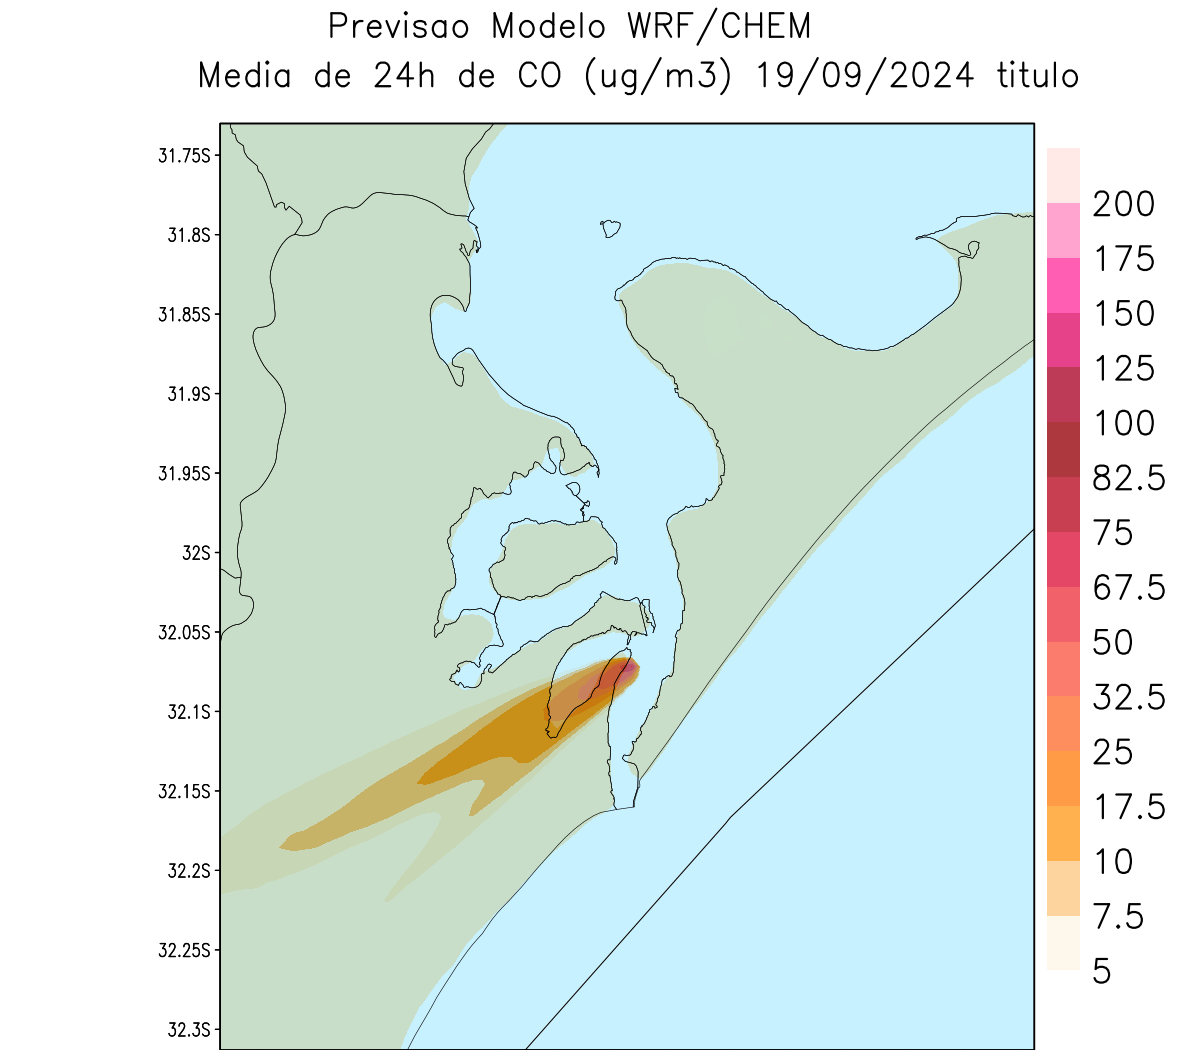 Previsao Modelo WRF/CHEM
Media de 24h de CO (ug/m3) 19/09/2024 titulo
31.75S
31.8S
31.85S
31.9S
31.95S
32S
32.05S
32.1S
32.15S
32.2S
32.25S
32.3S
200
175
150
125
100
82.5
75
67.5
50
32.5
25
17.5
10
7.5
5